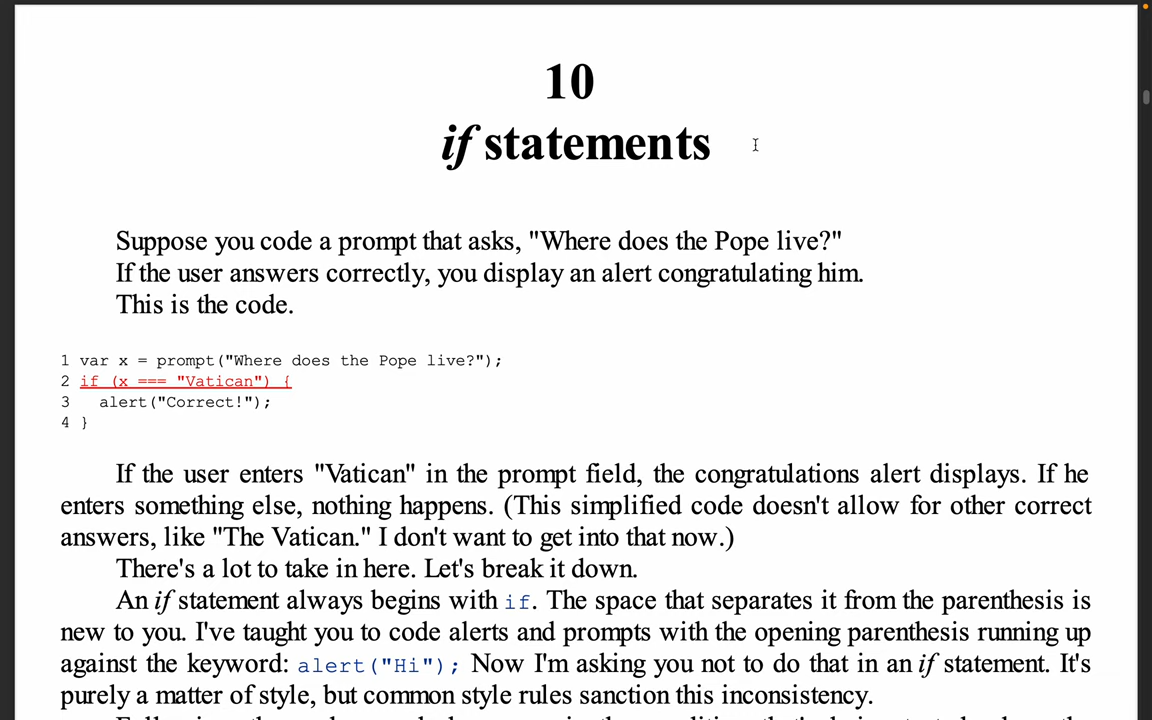 10
if statements
Suppose you code a prompt that asks, "Where does the Pope live?"
If the user answers correctly, you display an alert congratulating him.
This is the code.
1 var x = prompt("Where does the Pope live?");
2 if (x === "Vatican") {
3   alert("Correct!");
4 }
If the user enters "Vatican" in the prompt field, the congratulations alert displays. If he
enters something else, nothing happens. (This simplified code doesn't allow for other correct
answers, like "The Vatican." I don't want to get into that now.)
There's a lot to take in here. Let's break it down.
An if statement always begins with if. The space that separates it from the parenthesis is
new to you. I've taught you to code alerts and prompts with the opening parenthesis running up
against the keyword: alert("Hi"); Now I'm asking you not to do that in an if statement. It's
purely a matter of style, but common style rules sanction this inconsistency.